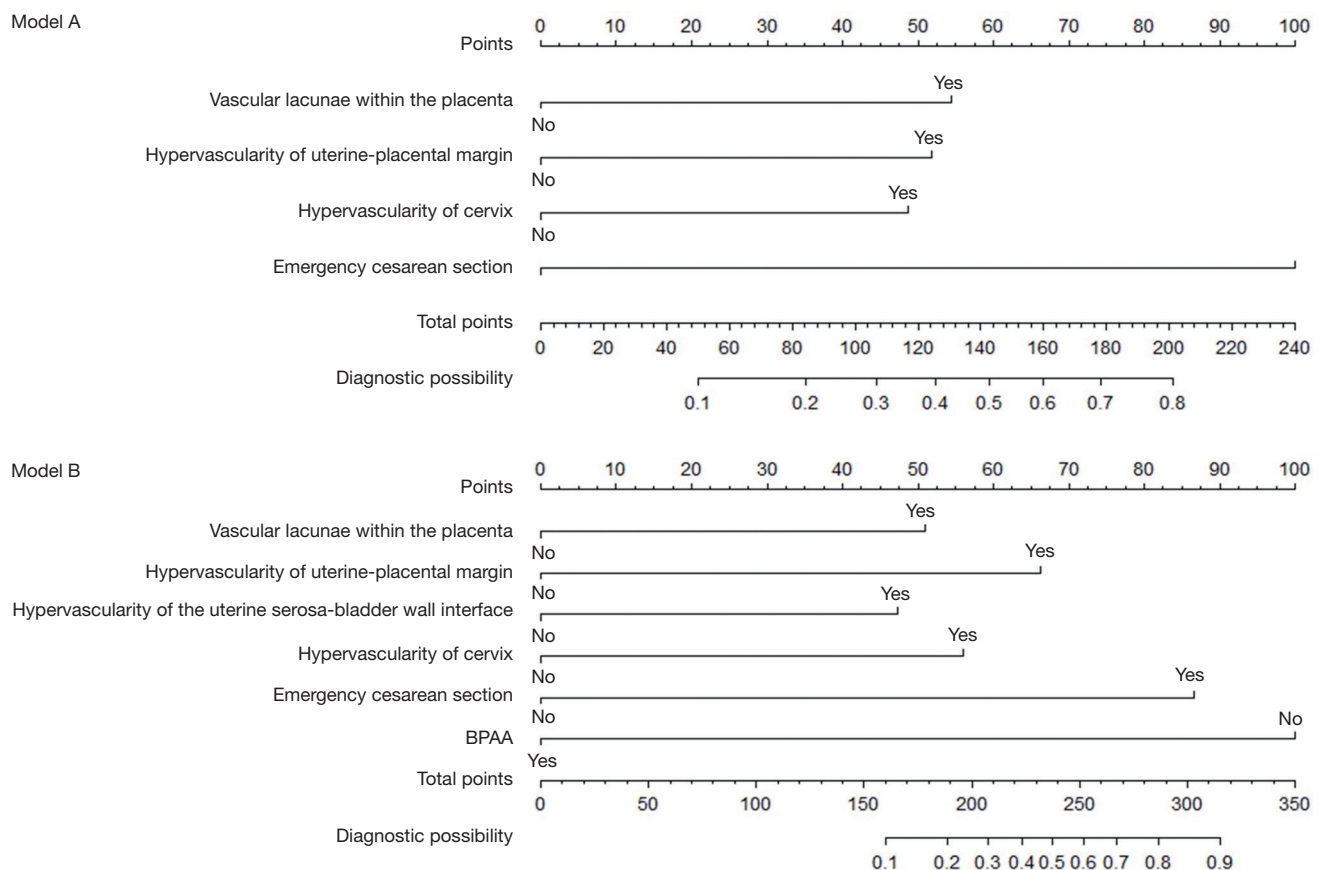 Model A
0 10 20 30 40 50 60 70 80 90 100
Points
Yes
Vascular lacunae within the placenta
No
Yes
Hypervascularity of uterine-placental margin
No
Yes
Hypervascularity of cervix
No
Emergency cesarean section
Total points
0 20 40 60 80 100 120 140 160 180 200 220 240
Diagnostic possibility
0.1 0.2 0.3 0.4 0.5 0.6 0.7 0.8
Model B
0 10 20 30 40 50 60 70 80 90 100
Points
Yes
Vascular lacunae within the placenta
No
Yes
Hypervascularity of uterine-placental margin
No
Yes
Hypervascularity of the uterine serosa-bladder wall interface
No
Yes
Hypervascularity of cervix
No
Yes
Emergency cesarean section
No
No
BPAA
Yes
Total points
0 50 100 150 200 250 300 350
Diagnostic possibility
0.1 0.2 0.3 0.4 0.5 0.6 0.7 0.8 0.9